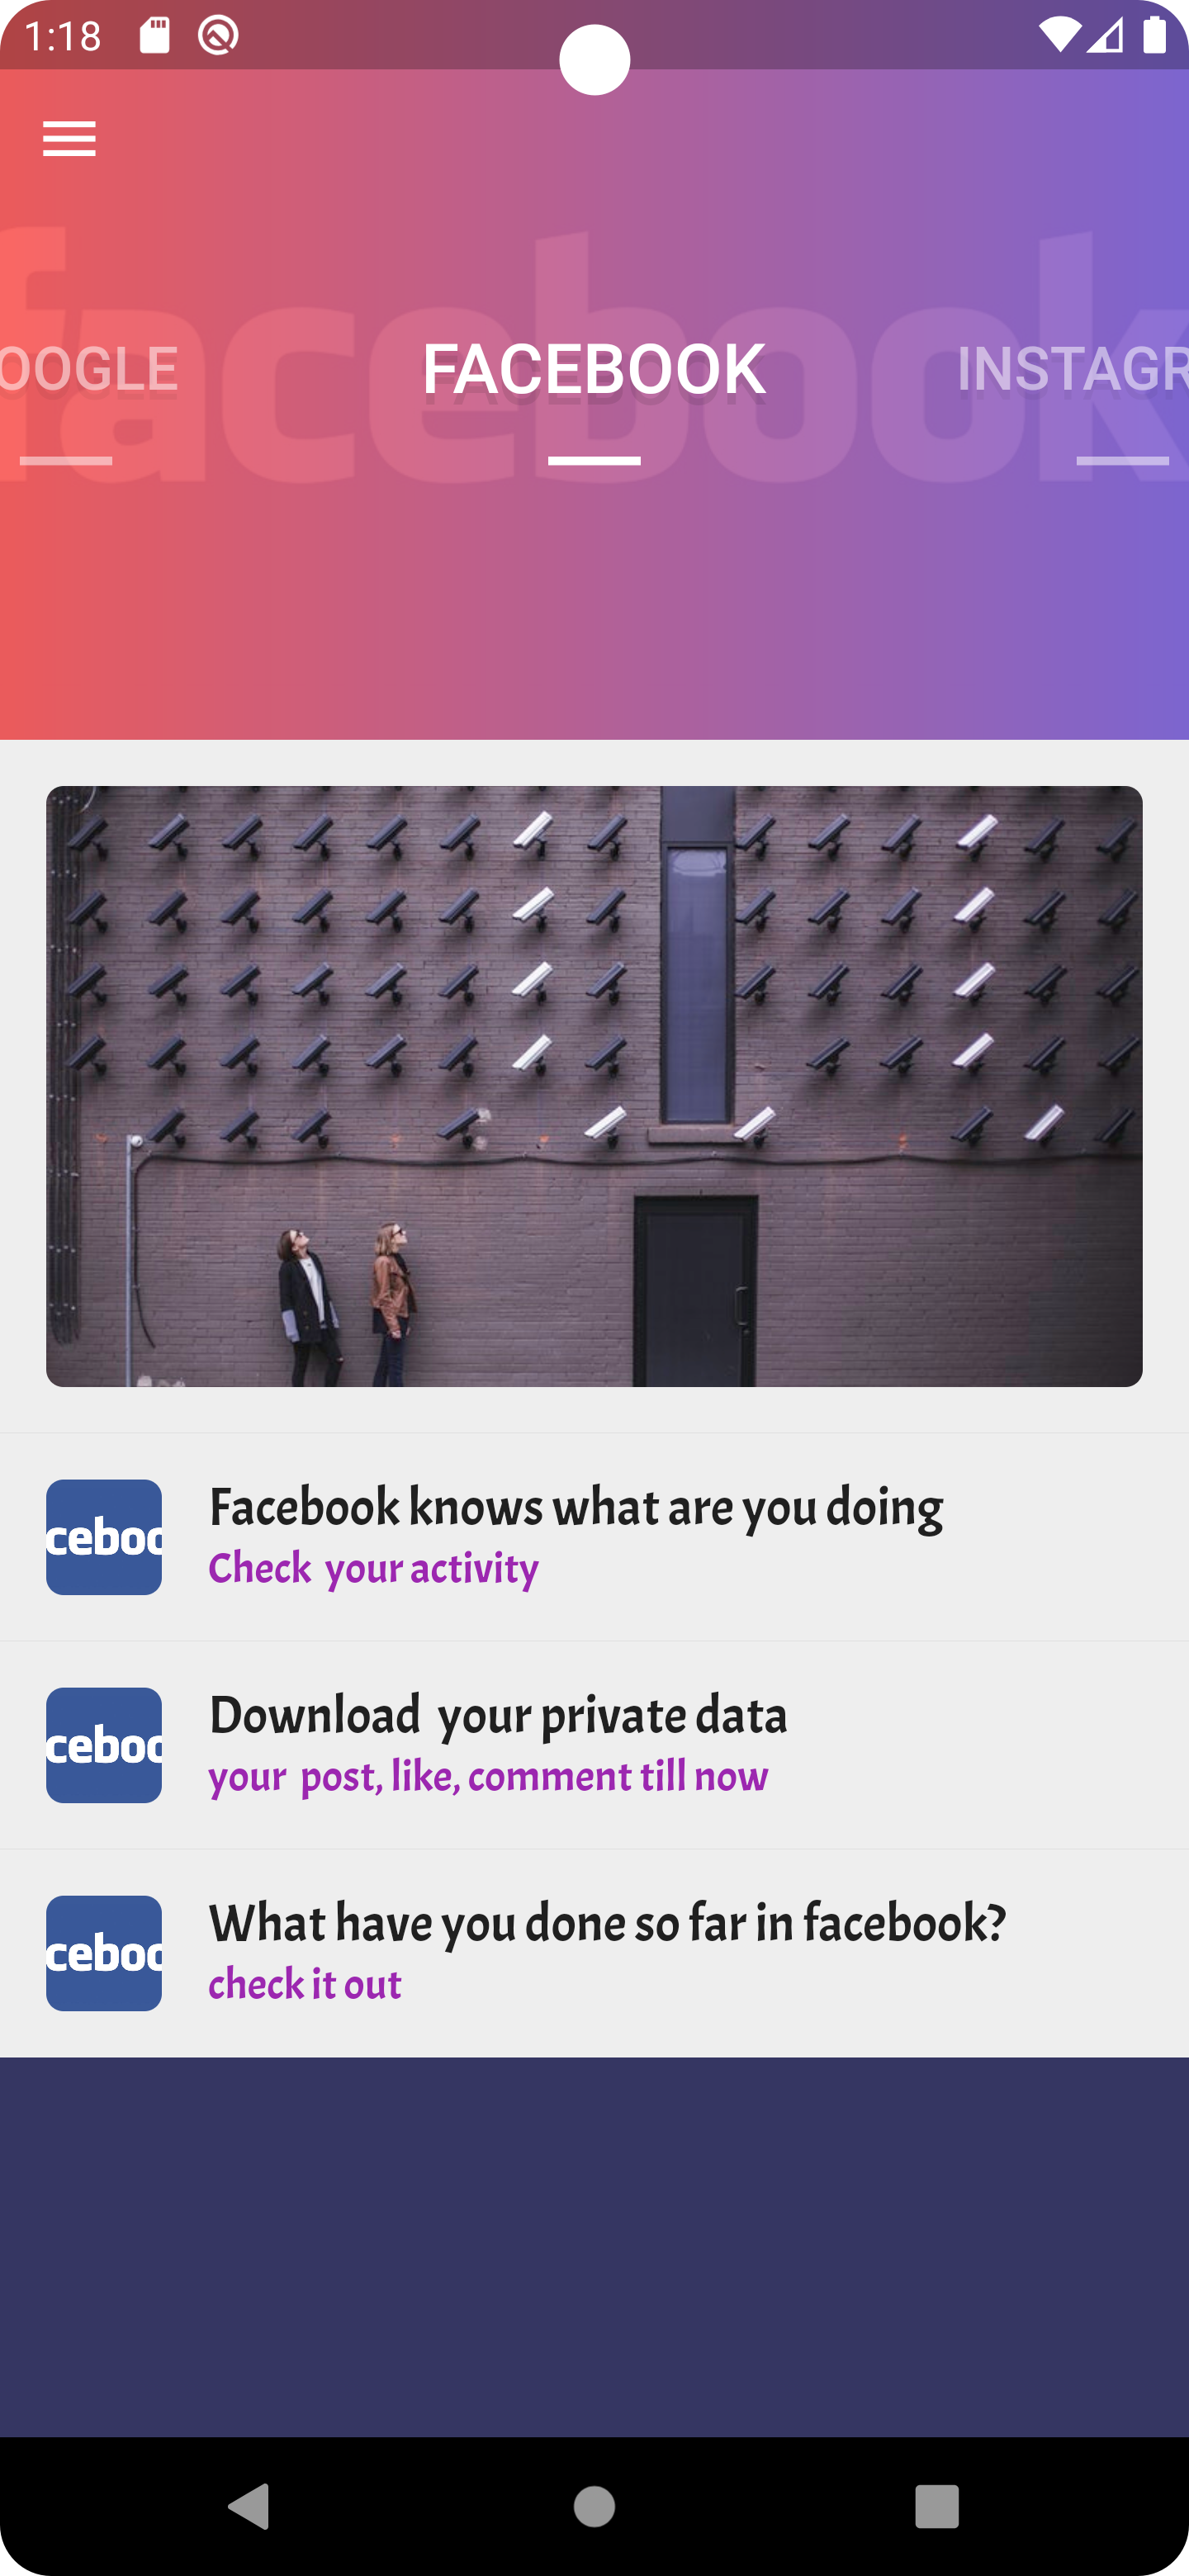 1:18
facebook
OOGLE
FACEBOOK
INSTAGR
Facebook knows what are you doing
Check your activity
ceboo
Download your private data
your post, like, comment till now
ceboo
What have you done so far in facebook?
check it out
ceboo